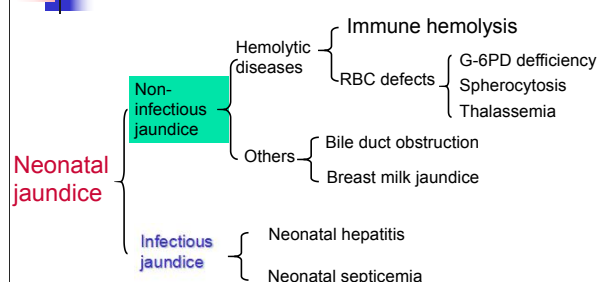 Immune hemolysis
Hemolytic
diseases
G-6PD defficiency
RBC defects
Spherocytosis
Thalassemia
Non-
infectious
jaundice
Bile duct obstruction
Others
Breast milk jaundice
Neonatal
jaundice
Infectious
jaundice
Neonatal hepatitis
Neonatal septicemia